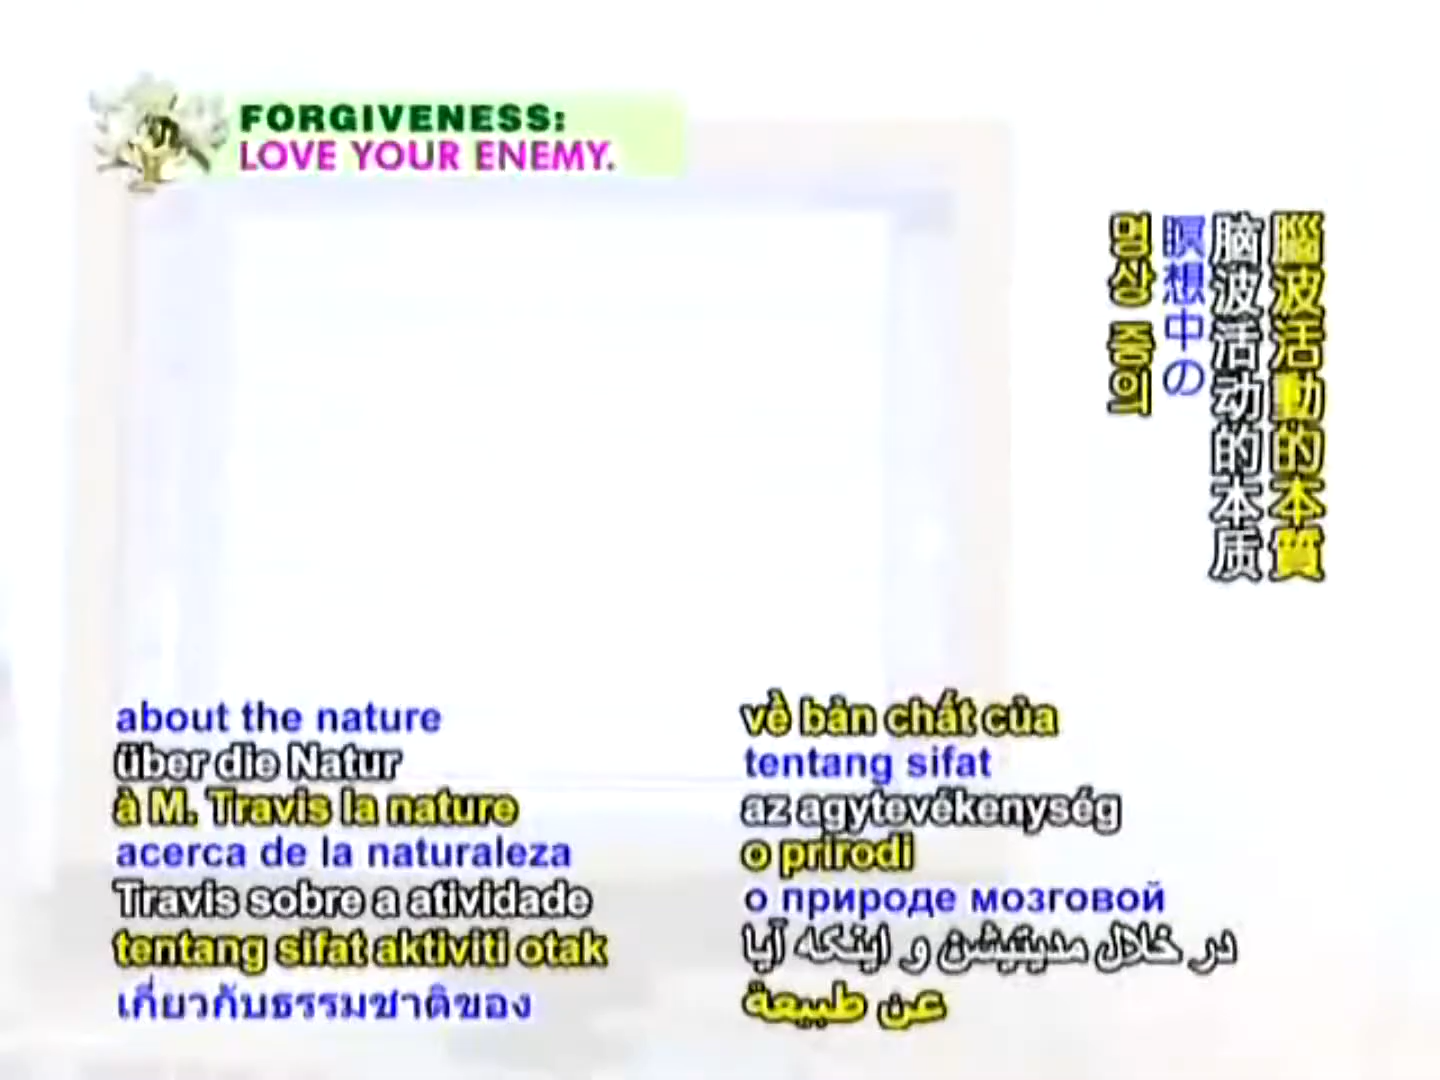 FORGIVENESS:
LOVE YOUR ENEMY.
腦波活動的本質
脑波活动的本质
瞑想中の
명상 중의
about the nature
über die Natur
à M. Travis la nature
acerca de la naturaleza
Travis sobre a atividade
tentang sifat aktiviti otak
เกี่ยวกับธรรมชาติของ
về bản chất của
tentang sifat
az agytevékenység
o prirodi
о природе мозговой
در خلال مدیتیشن و اینکه آیا
عن طبيعة